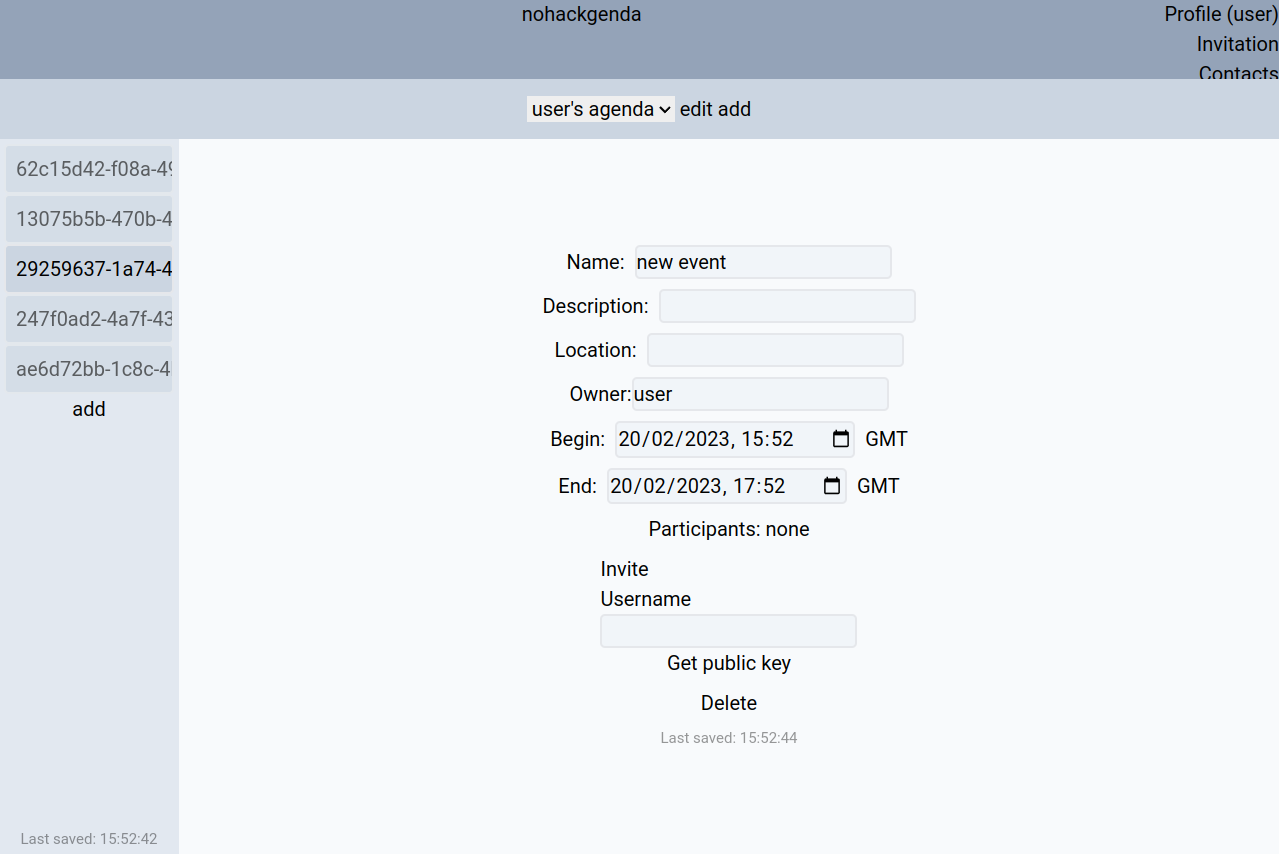 nohackgenda
Profile (user)
Invitation
Contacts
user's agenda edit add
62c15d42-f08a-49
13075b5b-470b-4
29259637-1a74-4
247f0ad2-4a7f-43
ae6d72bb-1c8c-4
add
Last saved: 15:52:42
Name: new event
Description:
Location:
Owner: user
Begin: 20/02/2023, 15:52 GMT
End: 20/02/2023, 17:52 GMT
Participants: none
Invite
Username
Get public key
Delete
Last saved: 15:52:44